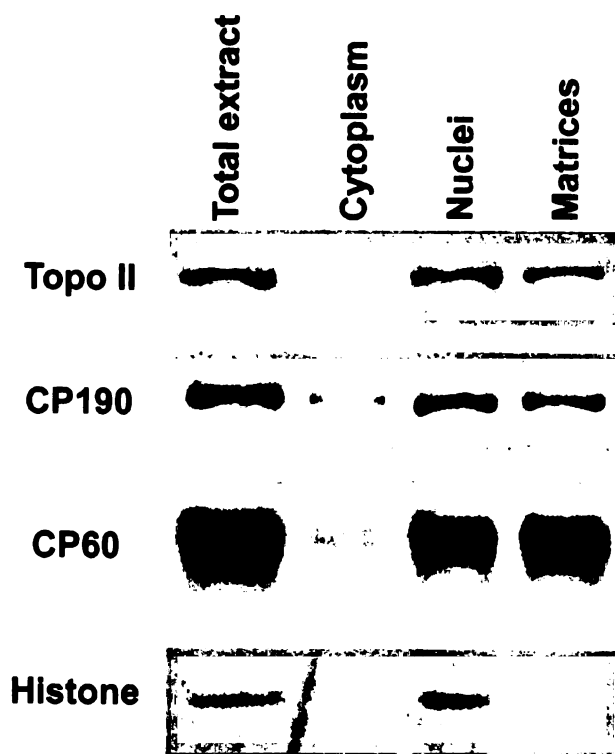 Total extract
Cytoplasm
Nuclei
Matrices
Topo II
CP190
CP60
Histone